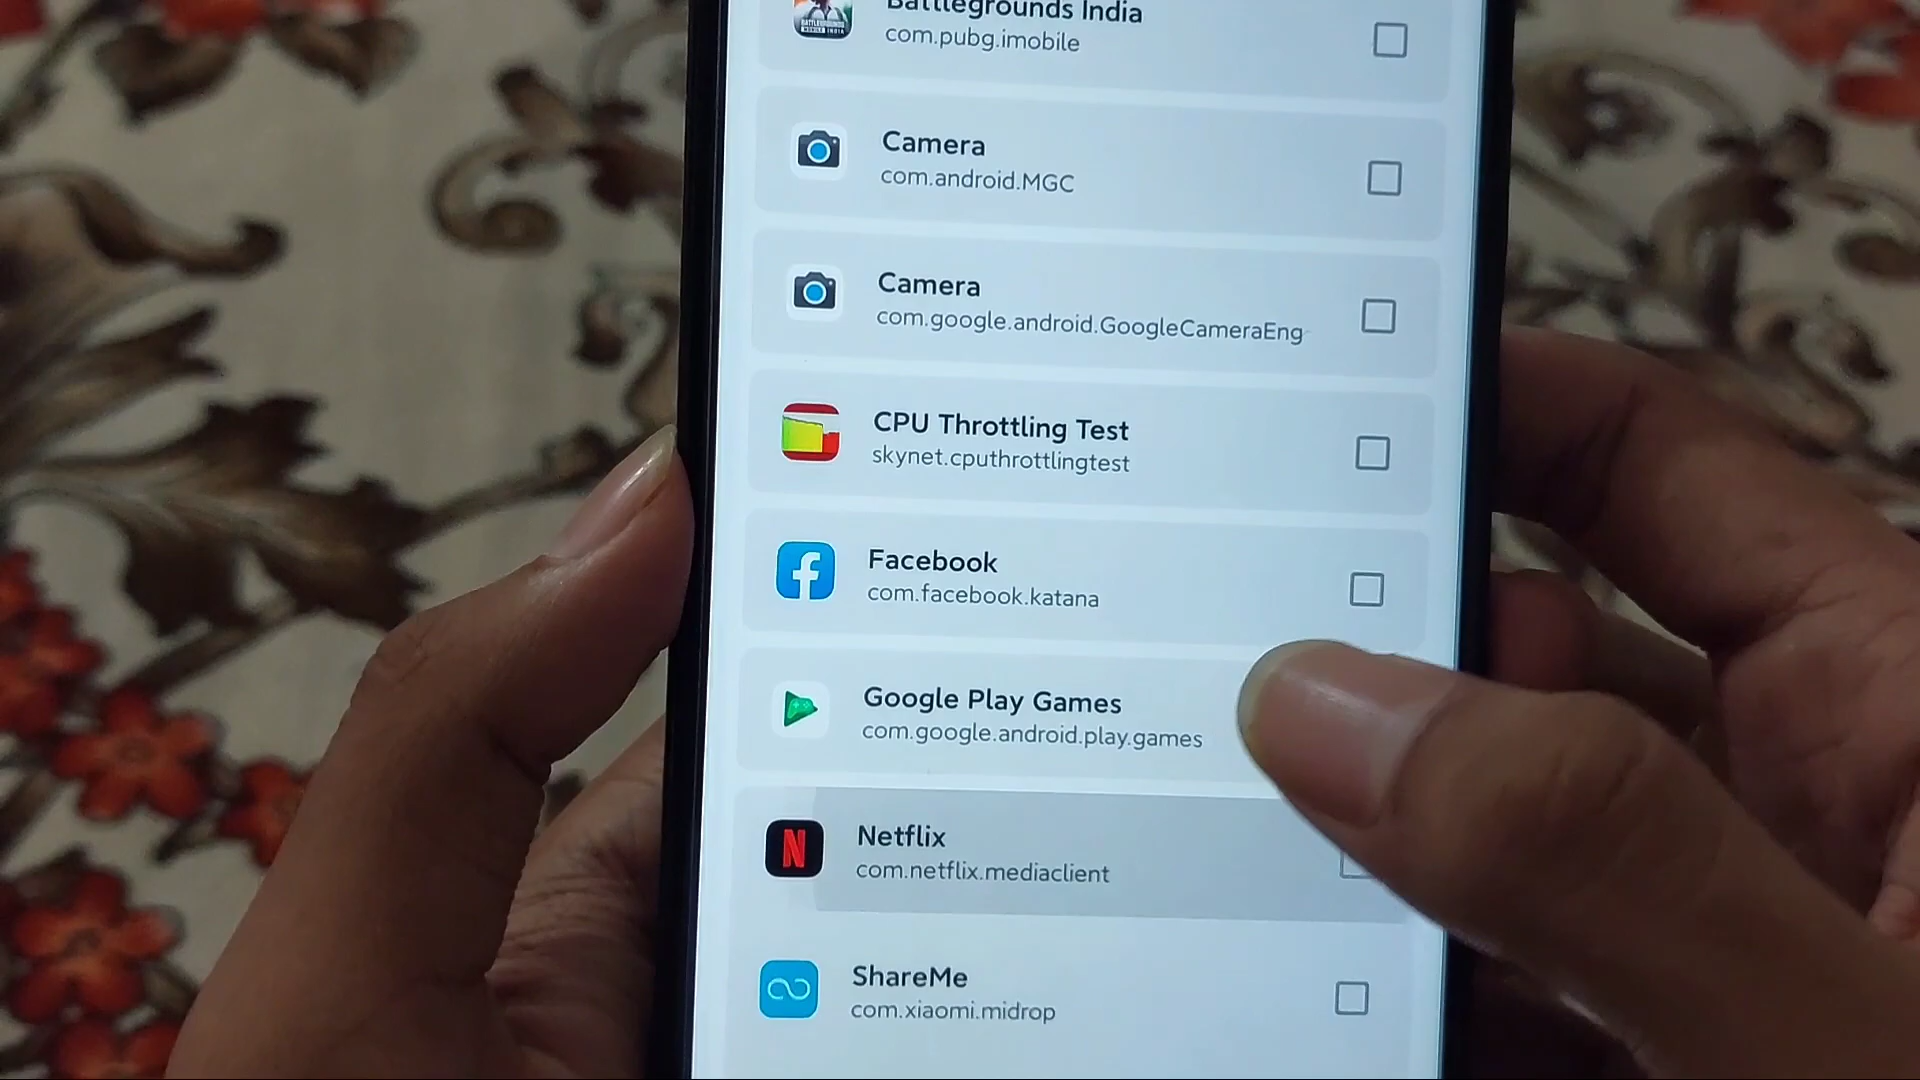 Battlegrounds India
com.pubg.imobile
Camera
com.android.MGC
Camera
com.google.android.GoogleCameraEng
CPU Throttling Test
skynet.cputhrottlingtest
Facebook
com.facebook.katana
Google Play Games
com.google.android.play.games
Netflix
com.netflix.mediaclient
ShareMe
com.xiaomi.midrop